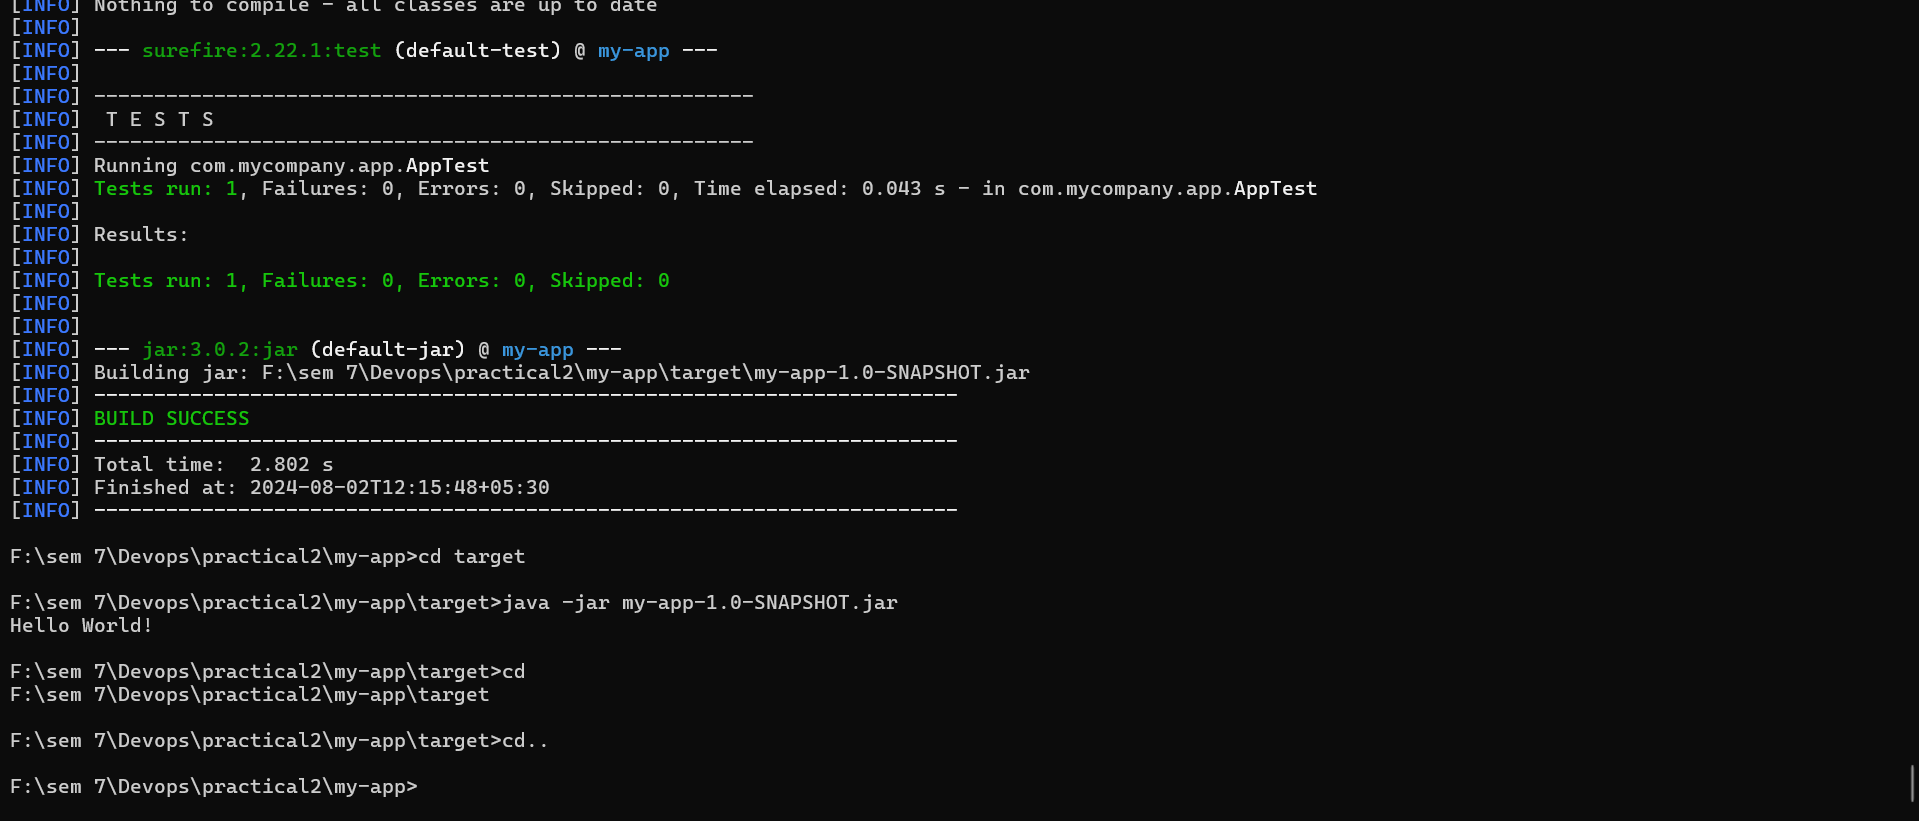 [INFO] Nothing to compile - all classes are up to date
[INFO]
[INFO] --- surefire:2.22.1:test (default-test) @ my-app ---
[INFO]
[INFO] -------------------------------------------------------
[INFO]  T E S T S
[INFO] -------------------------------------------------------
[INFO] Running com.mycompany.app.AppTest
[INFO] Tests run: 1, Failures: 0, Errors: 0, Skipped: 0, Time elapsed: 0.043 s - in com.mycompany.app.AppTest
[INFO]
[INFO] Results:
[INFO]
[INFO] Tests run: 1, Failures: 0, Errors: 0, Skipped: 0
[INFO]
[INFO]
[INFO] --- jar:3.0.2:jar (default-jar) @ my-app ---
[INFO] Building jar: F:\sem 7\Devops\practical2\my-app\target\my-app-1.0-SNAPSHOT.jar
[INFO] ------------------------------------------------------------------------
[INFO] BUILD SUCCESS
[INFO] ------------------------------------------------------------------------
[INFO] Total time:  2.802 s
[INFO] Finished at: 2024-08-02T12:15:48+05:30
[INFO] ------------------------------------------------------------------------
F:\sem 7\Devops\practical2\my-app>cd target
F:\sem 7\Devops\practical2\my-app\target>java -jar my-app-1.0-SNAPSHOT.jar
Hello World!
F:\sem 7\Devops\practical2\my-app\target>cd
F:\sem 7\Devops\practical2\my-app\target
F:\sem 7\Devops\practical2\my-app\target>cd..
F:\sem 7\Devops\practical2\my-app>